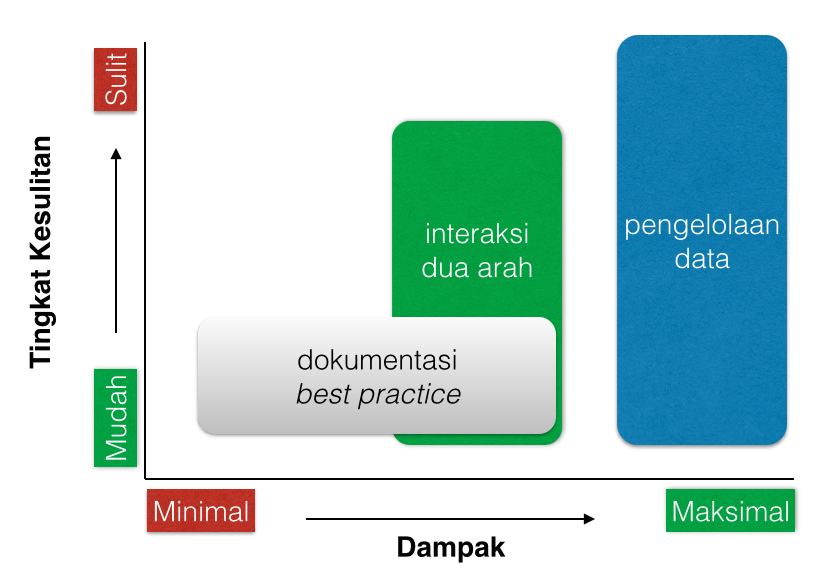 Sulit
Tingkat Kesulitan
Mudah
interaksi
dua arah
pengelolaan
data
dokumentasi
best practice
Minimal
Maksimal
Dampak